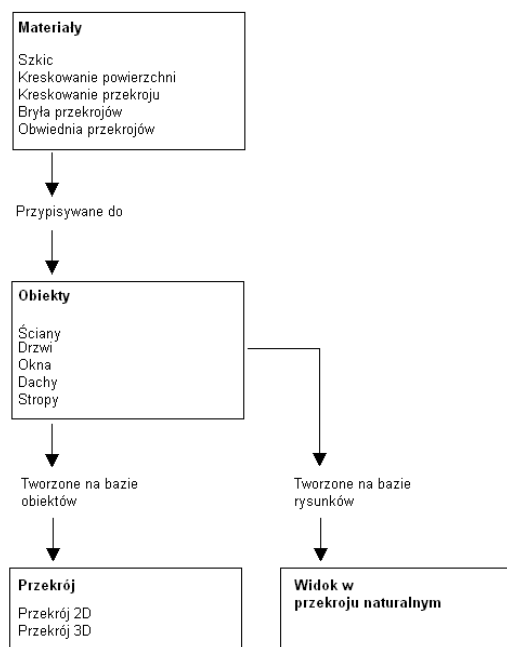 Materiały
Szkic
Kreskowanie powierzchni
Kreskowanie przekroju
Bryła przekrojów
Obwiednia przekrojów
Przypisywane do
Obiekty
Ściany
Drzwi
Okna
Dachy
Stropy
Tworzone na bazie
obiektów
Tworzone na bazie
rysunków
Przekrój
Przekrój 2D
Przekrój 3D
Widok w
przekroju naturalnym